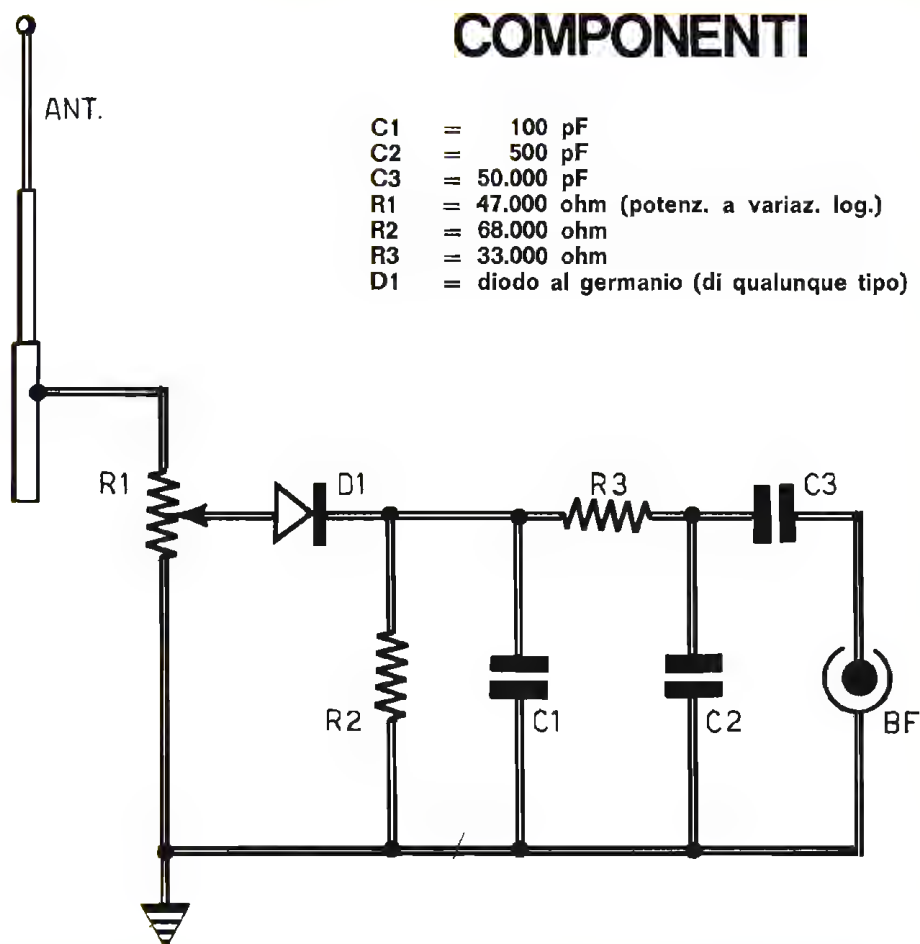 COMPONENTI
ANT.
C1 = 100 pF
C2 = 500 pF
C3 = 50.000 pF
R1 = 47.000 ohm (potenz. a variaz. log.)
R2 = 68.000 ohm
R3 = 33.000 ohm
D1 = diodo al germanio (di qualunque tipo)
R1
D1
R3
C3
R2
C1
C2
BF